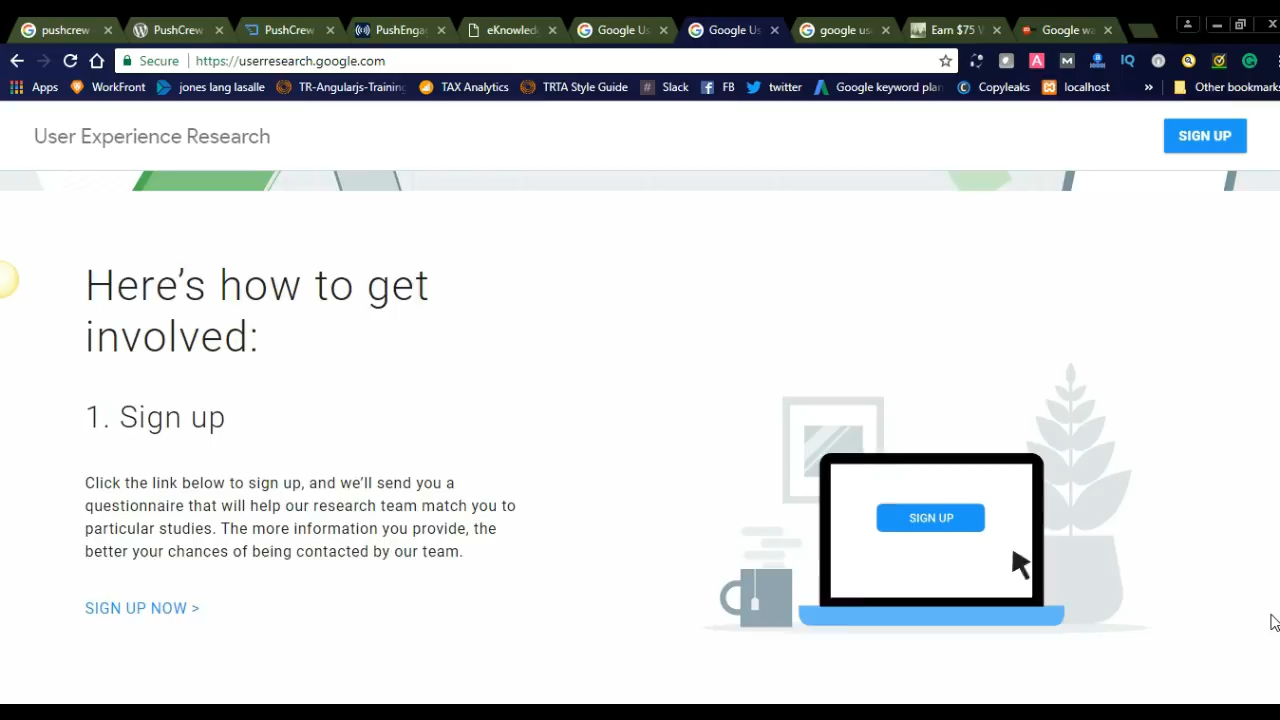 pushcrew
PushCrew
PushCrew
PushEngag
eKnowled
Google Us
Google Us
google use
Earn $75 V
Google wa
Secure
https://userresearch.google.com
IQ
Apps
WorkFront
jones lang lasalle
TR-Angularjs-Training
TAX Analytics
TRTA Style Guide
Slack
FB
twitter
Google keyword plan
Copyleaks
localhost
»
Other bookmarks
User Experience Research
SIGN UP
Here’s how to get
involved:
1. Sign up
Click the link below to sign up, and we’ll send you a
questionnaire that will help our research team match you to
particular studies. The more information you provide, the
better your chances of being contacted by our team.
SIGN UP NOW >
SIGN UP